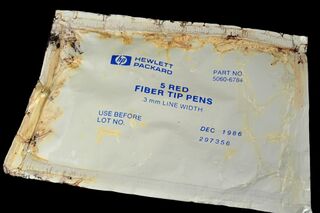 hp HEWLETT
PACKARD
PART NO
5060-6784
5 RED
FIBER TIP PENS
.3 mm LINE WIDTH
USE BEFORE
LOT NO.
DEC 1986
297356